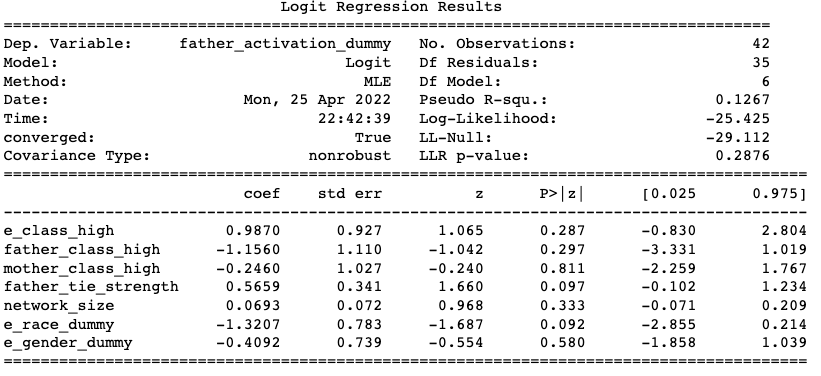 Logit Regression Results
==============================================================================
Dep. Variable: father_activation_dummy No. Observations: 42
Model: Logit Df Residuals: 35
Method: MLE Df Model: 6
Date: Mon, 25 Apr 2022 Pseudo R-squ.: 0.1267
Time: 22:42:39 Log-Likelihood: -25.425
converged: True LL-Null: -29.112
Covariance Type: nonrobust LLR p-value: 0.2876
==============================================================================
coef std err z P>|z| [0.025 0.975]
------------------------------------------------------------------------------
e_class_high 0.9870 0.927 1.065 0.287 -0.830 2.804
father_class_high -1.1560 1.110 -1.042 0.297 -3.331 1.019
mother_class_high -0.2460 1.027 -0.240 0.811 -2.259 1.767
father_tie_strength 0.5659 0.341 1.660 0.097 -0.102 1.234
network_size 0.0693 0.072 0.968 0.333 -0.071 0.209
e_race_dummy -1.3207 0.783 -1.687 0.092 -2.855 0.214
e_gender_dummy -0.4092 0.739 -0.554 0.580 -1.858 1.039
==============================================================================